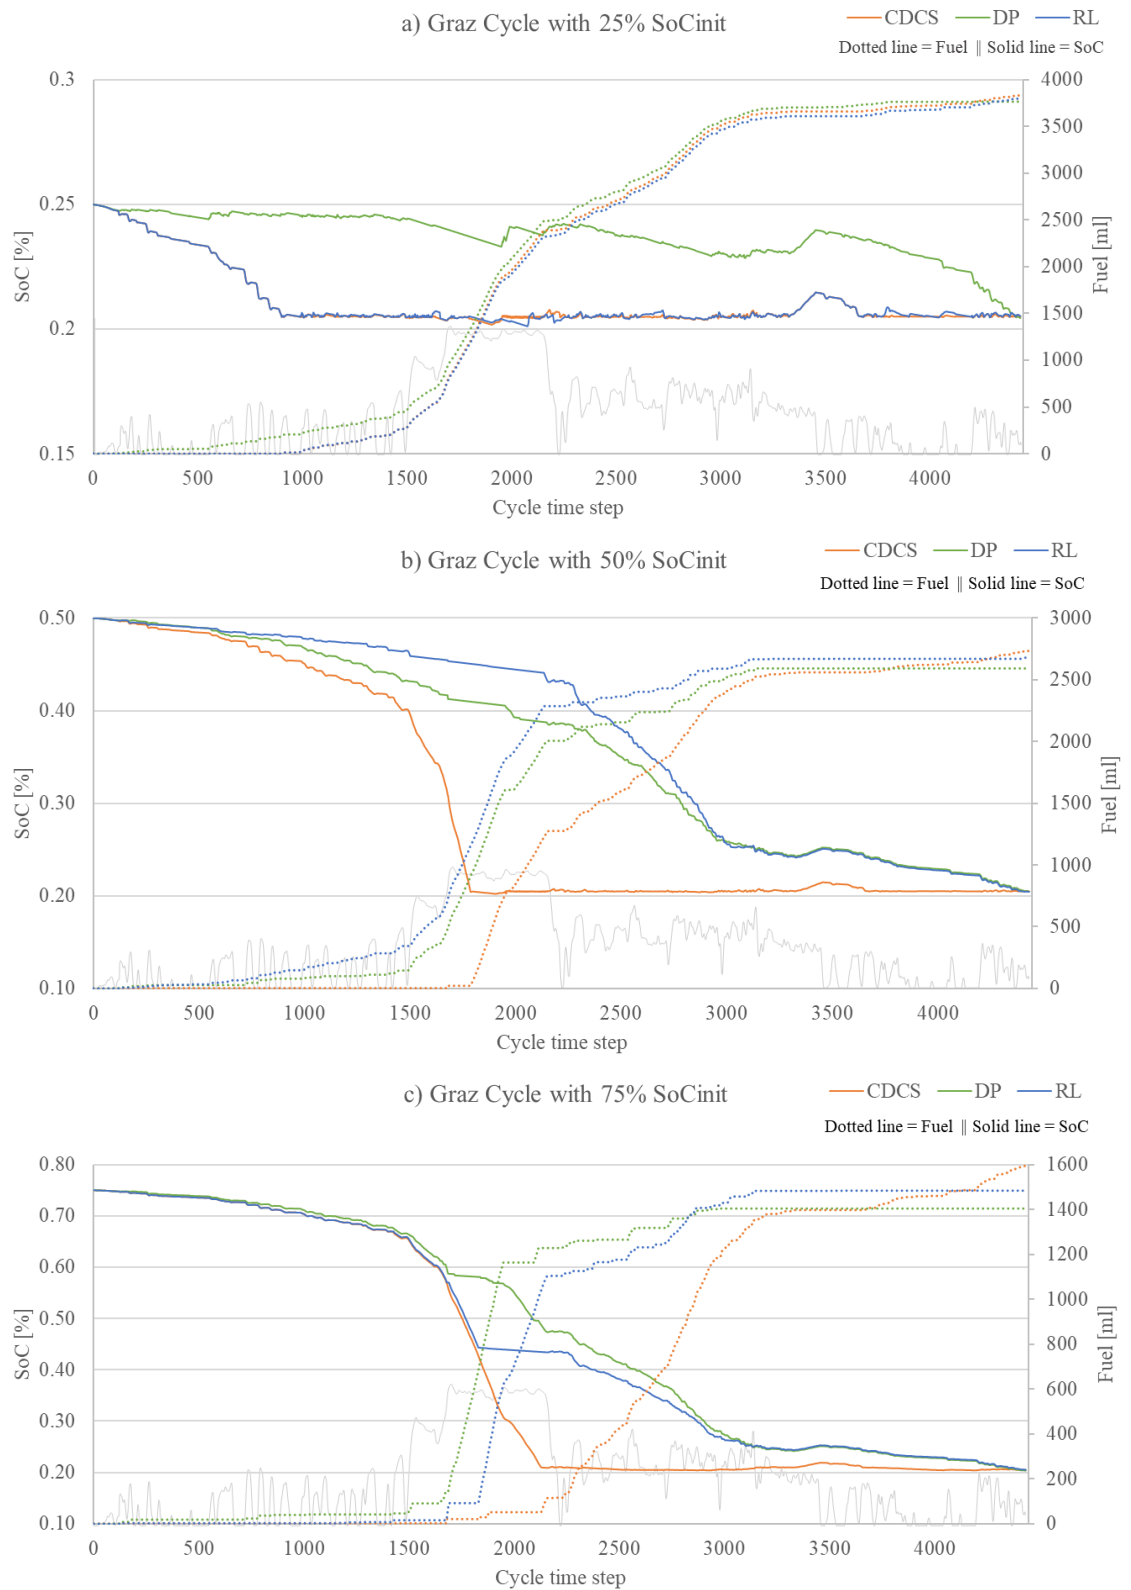 a) Graz Cycle with 25% SoCinit
CDCS DP RL
Dotted line = Fuel || Solid line = SoC
0.3
0.25
0.2
0.15
SoC [%]
4000
3500
3000
2500
2000
1500
1000
500
0
Fuel [ml]
0 500 1000 1500 2000 2500 3000 3500 4000
Cycle time step
b) Graz Cycle with 50% SoCinit
CDCS DP RL
Dotted line = Fuel || Solid line = SoC
0.50
0.40
0.30
0.20
0.10
SoC [%]
3000
2500
2000
1500
1000
500
0
Fuel [ml]
0 500 1000 1500 2000 2500 3000 3500 4000
Cycle time step
c) Graz Cycle with 75% SoCinit
CDCS DP RL
Dotted line = Fuel || Solid line = SoC
0.80
0.70
0.60
0.50
0.40
0.30
0.20
0.10
SoC [%]
1600
1400
1200
1000
800
600
400
200
0
Fuel [ml]
0 500 1000 1500 2000 2500 3000 3500 4000
Cycle time step